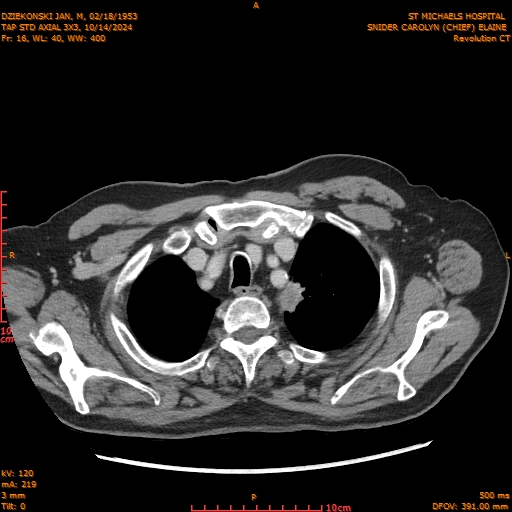 A
DZIEKONSKI JAN, M, 02/18/1953
TAP STD AXIAL 3X3, 10/14/2024
Fr: 16, WL: 40, WW: 400
ST MICHAELS HOSPITAL
SNIDER CAROLYN (CHIEF) ELAINE
Revolution CT
R
L
10
cm
kV: 120
mA: 219
3 mm
Tilt: 0
P
10cm
500 ms
DFOV: 391.00 mm